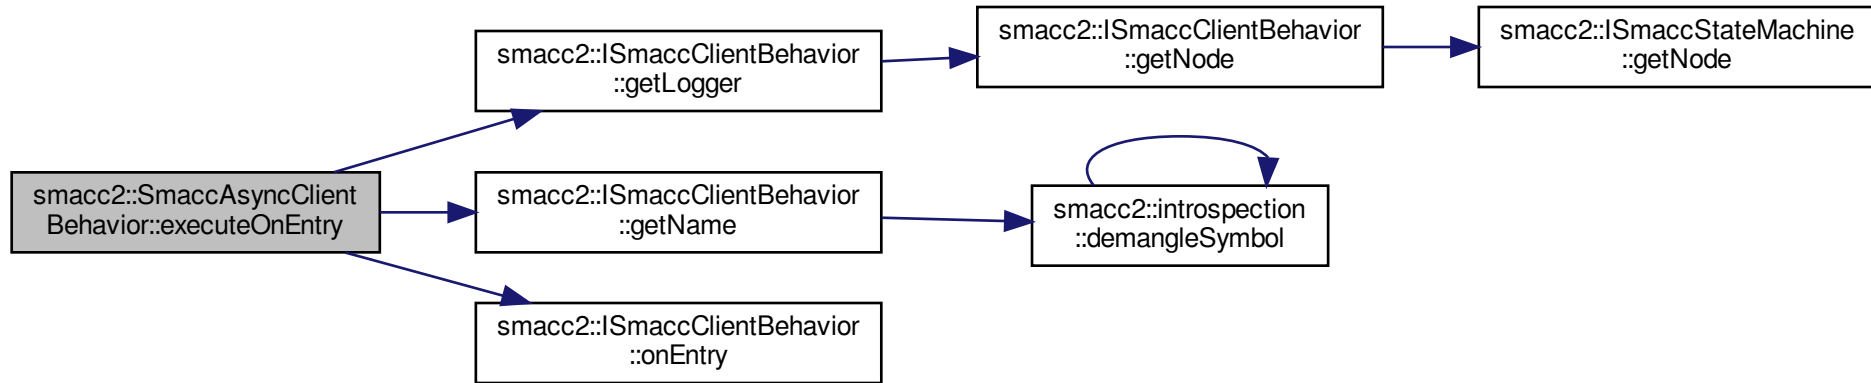 smacc2::SmaccAsyncClient
Behavior::executeOnEntry
smacc2::ISmaccClientBehavior
::getLogger
smacc2::ISmaccClientBehavior
::getNode
smacc2::ISmaccStateMachine
::getNode
smacc2::ISmaccClientBehavior
::getName
smacc2::introspection
::demangleSymbol
smacc2::ISmaccClientBehavior
::onEntry